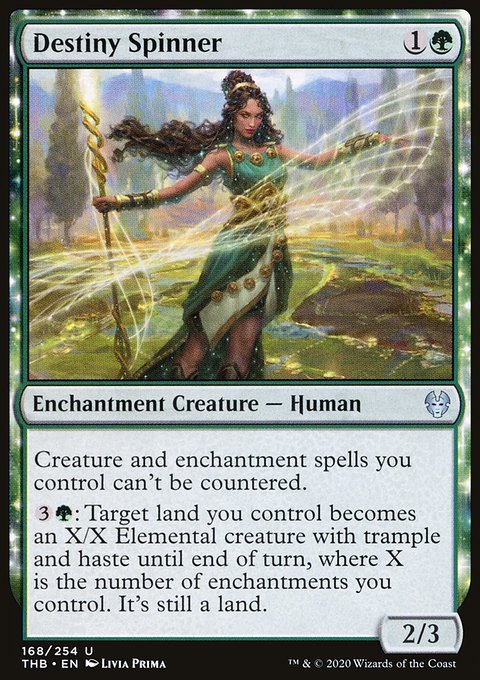 Destiny Spinner 1
Enchantment Creature — Human
Creature and enchantment spells you
control can't be countered.
3: Target land you control becomes
an X/X Elemental creature with trample
and haste until end of turn, where X
is the number of enchantments you
control. It's still a land.
2/3
168/254 U
THB • EN Livia Prima
™ & © 2020 Wizards of the Coast